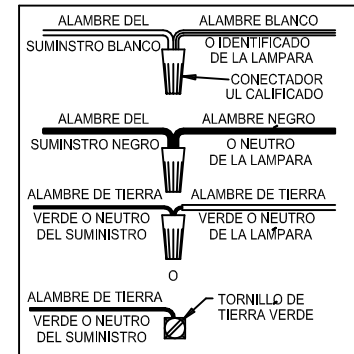 ALAMBRE DEL ALAMBRE BLANCO
SUMINSTRO BLANCO O IDENTIFICADO
DE LA LAMPARA
CONECTADOR
UL CALIFICADO
ALAMBRE DEL ALAMBRE NEGRO
SUMINSTRO NEGRO O NEUTRO
DE LA LAMPARA
ALAMBRE DE TIERRA ALAMBRE DE TIERRA
VERDE O NEUTRO VERDE O NEUTRO
DEL SUMINISTRO DE LA LAMPARA
O
ALAMBRE DE TIERRA TORNILLO DE
VERDE O NEUTRO TIERRA VERDE
DEL SUMINISTRO